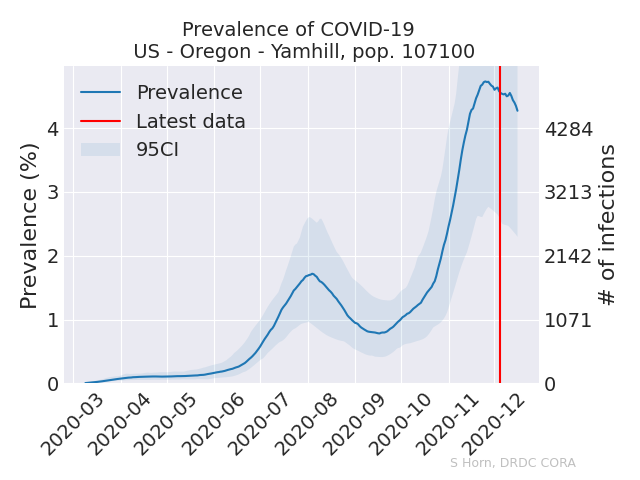 Prevalence of COVID-19
US - Oregon - Yamhill, pop. 107100
Prevalence
Latest data
95CI
Prevalence (%)
4
3
2
1
0
4284
3213
2142
1071
0
# of infections
2020-03
2020-04
2020-05
2020-06
2020-07
2020-08
2020-09
2020-10
2020-11
2020-12
S Horn, DRDC CORA